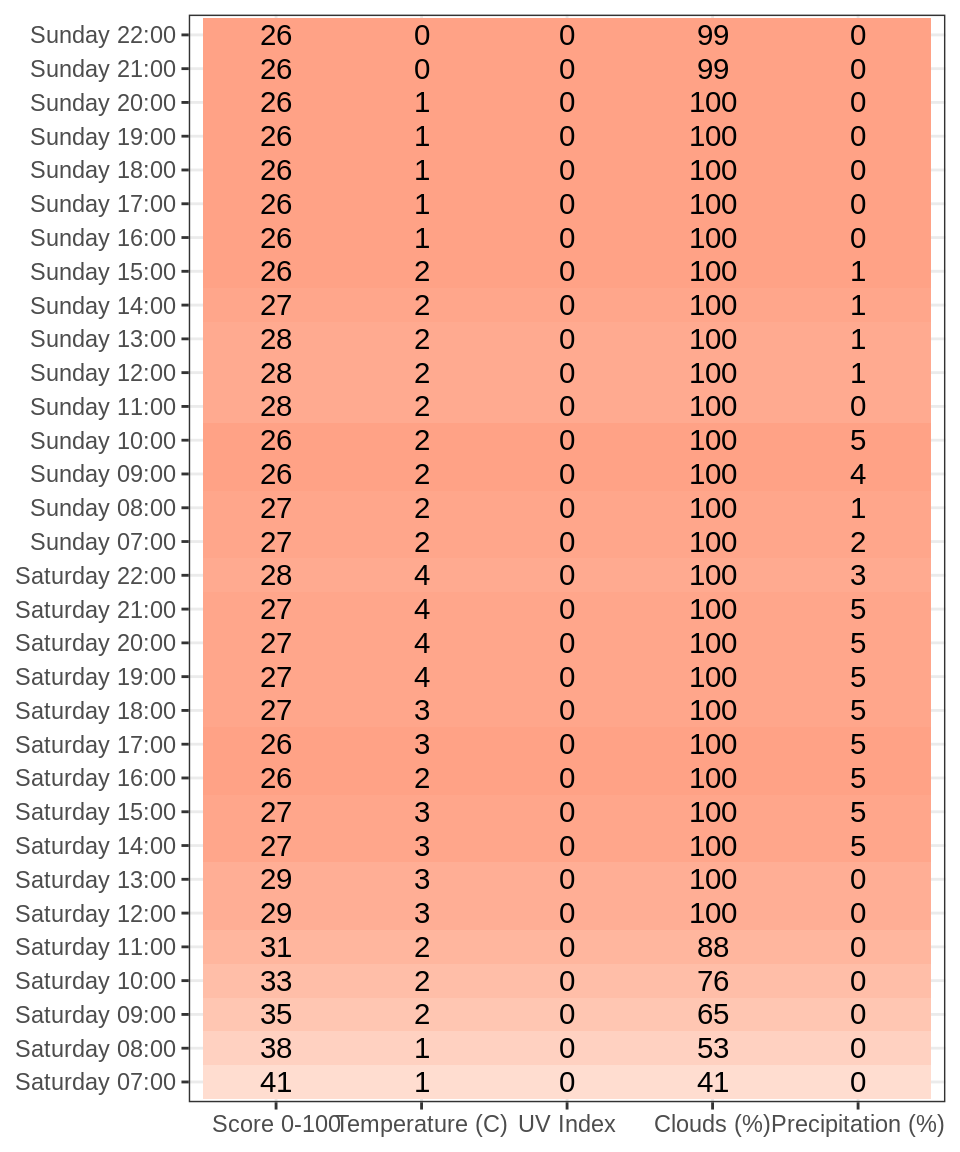 Sunday 22:00 26 0 0 99 0
Sunday 21:00 26 0 0 99 0
Sunday 20:00 26 1 0 100 0
Sunday 19:00 26 1 0 100 0
Sunday 18:00 26 1 0 100 0
Sunday 17:00 26 1 0 100 0
Sunday 16:00 26 1 0 100 0
Sunday 15:00 26 2 0 100 1
Sunday 14:00 27 2 0 100 1
Sunday 13:00 28 2 0 100 1
Sunday 12:00 28 2 0 100 1
Sunday 11:00 28 2 0 100 0
Sunday 10:00 26 2 0 100 5
Sunday 09:00 26 2 0 100 4
Sunday 08:00 27 2 0 100 1
Sunday 07:00 27 2 0 100 2
Saturday 22:00 28 4 0 100 3
Saturday 21:00 27 4 0 100 5
Saturday 20:00 27 4 0 100 5
Saturday 19:00 27 4 0 100 5
Saturday 18:00 27 3 0 100 5
Saturday 17:00 26 3 0 100 5
Saturday 16:00 26 2 0 100 5
Saturday 15:00 27 3 0 100 5
Saturday 14:00 27 3 0 100 5
Saturday 13:00 29 3 0 100 0
Saturday 12:00 29 3 0 100 0
Saturday 11:00 31 2 0 88 0
Saturday 10:00 33 2 0 76 0
Saturday 09:00 35 2 0 65 0
Saturday 08:00 38 1 0 53 0
Saturday 07:00 41 1 0 41 0
Score 0-100 Temperature (C) UV Index Clouds (%) Precipitation (%)